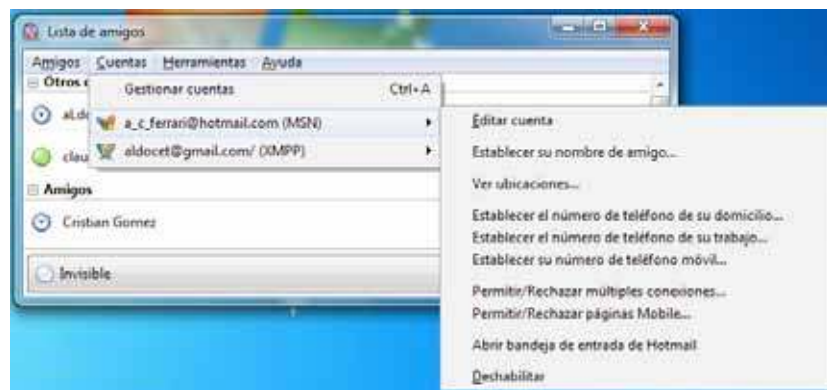 Lista de amigos
Amigos Cuentas Herramientas Ayuda
Otros
Gestionar cuentas Ctrl+A
al.d
a_c_ferrari@hotmail.com (MSN)
clau
aldocet@gmail.com/ (XMPP)
Amigos
Cristian Gomez
Invisible
Editar cuenta
Establecer su nombre de amigo...
Ver ubicaciones...
Establecer el número de teléfono de su domicilio...
Establecer el número de teléfono de su trabajo...
Establecer su número de teléfono móvil...
Permitir/Rechazar múltiples conexiones...
Permitir/Rechazar páginas Mobile...
Abrir bandeja de entrada de Hotmail
Deshabilitar